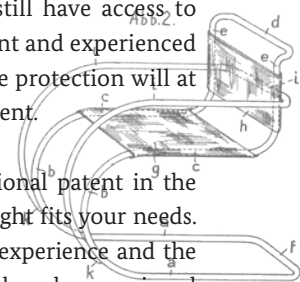 still have access to
Abb.2.
nt and experienced
e protection will at
ent.
ional patent in the
ght fits your needs.
experience and the
d
e
e
i
c
h
g
c
b
b
a
a
f
k